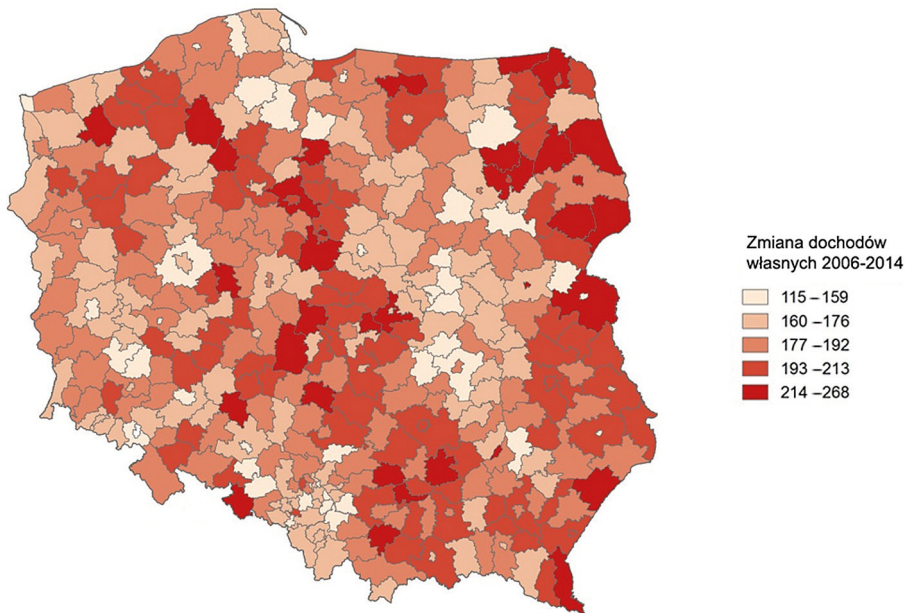 Zmiana dochodów
własnych 2006-2014
115 –159
160 –176
177 –192
193 –213
214 –268